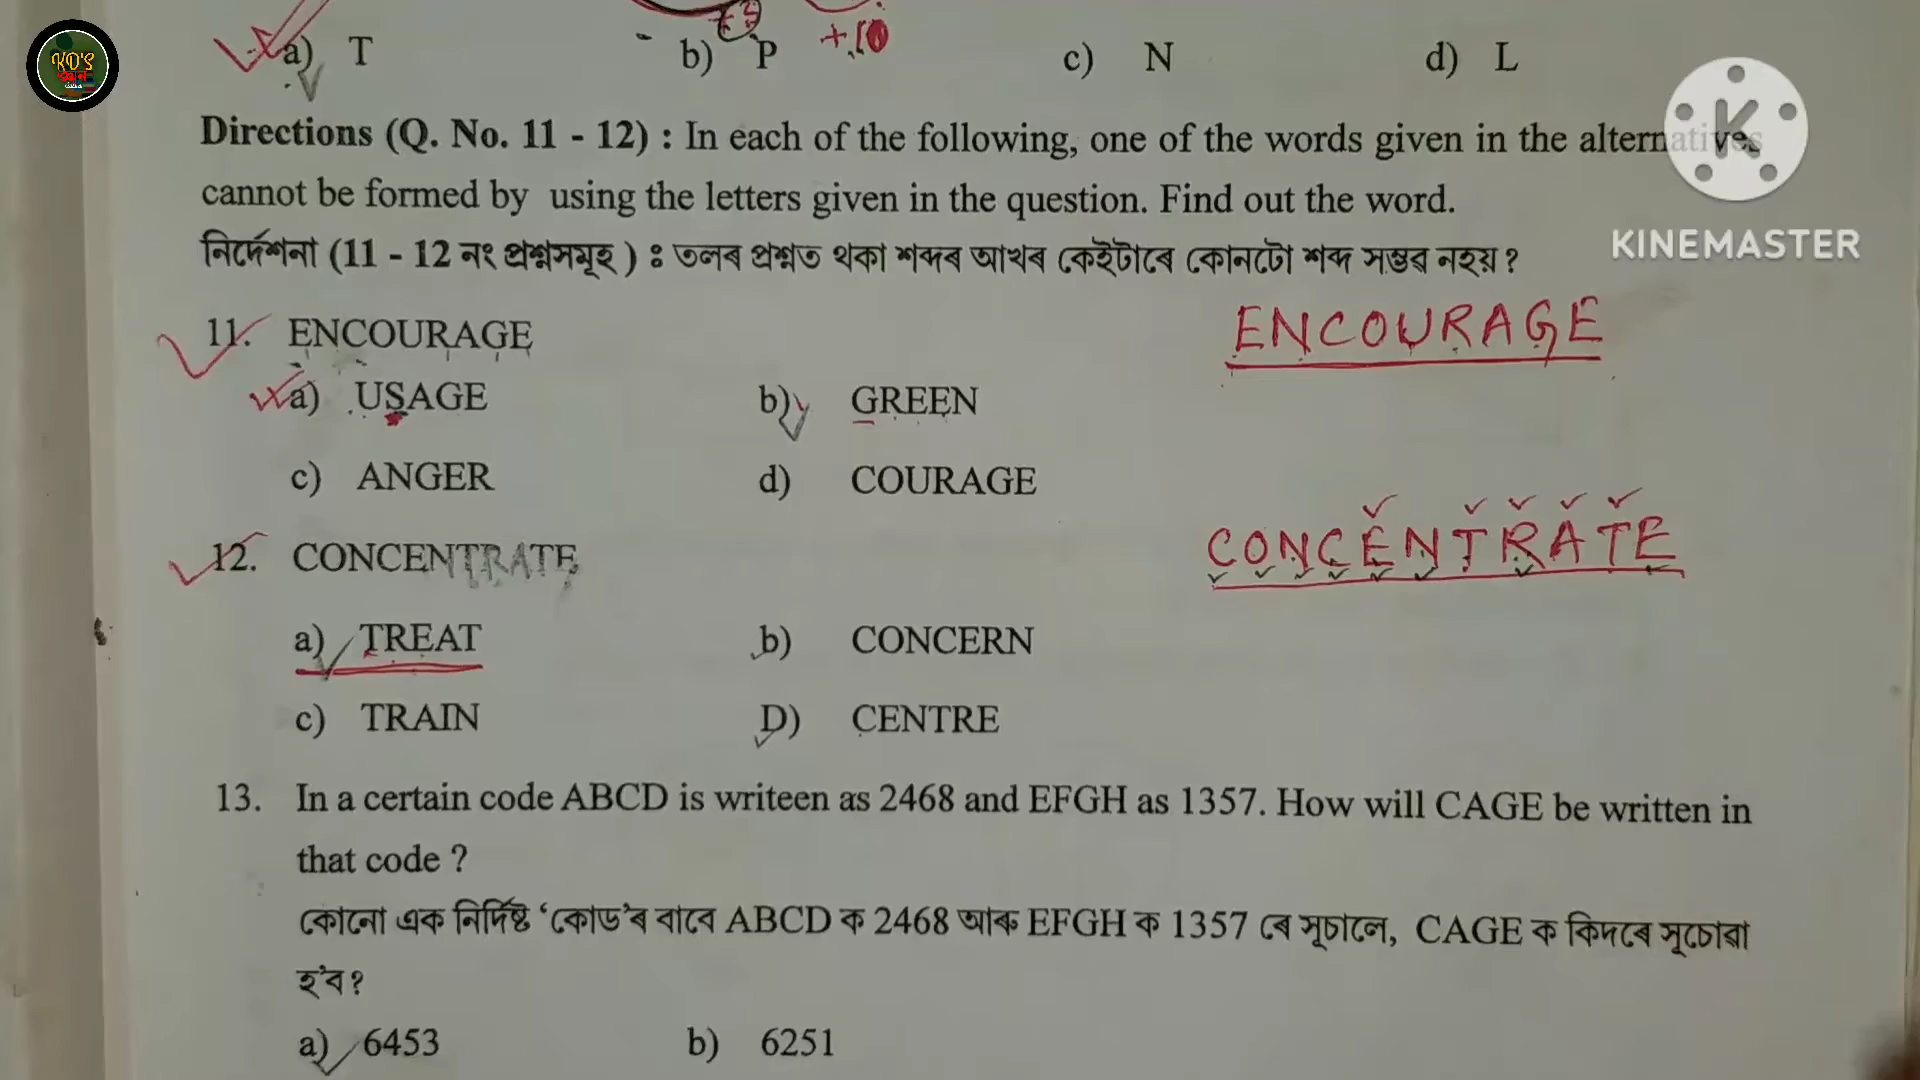 KD'S
a) T b) P +10 c) N d) L
Directions (Q. No. 11 - 12) : In each of the following, one of the words given in the alternatives
cannot be formed by using the letters given in the question. Find out the word.
K
KINEMASTER
নিৰ্দেশনা (11 - 12 নং প্ৰশ্নসমূহ ) ঃ তলৰ প্ৰশ্নত থকা শব্দৰ আখৰ কেইটাৰে কোনটো শব্দ সম্ভৱ নহয় ?
11. ENCOURAGE
ENCOURAGE
a) USAGE b) GREEN
c) ANGER d) COURAGE
12. CONCENTRATE
CONCENTRATE
a) TREAT b) CONCERN
c) TRAIN D) CENTRE
13. In a certain code ABCD is writeen as 2468 and EFGH as 1357. How will CAGE be written in
that code ?
কোনো এক নিৰ্দিষ্ট ‘কোড’ৰ বাবে ABCD ক 2468 আৰু EFGH ক 1357 ৰে সূচালে, CAGE ক কিদৰে সূচোৱা
হ’ব ?
a) 6453 b) 6251